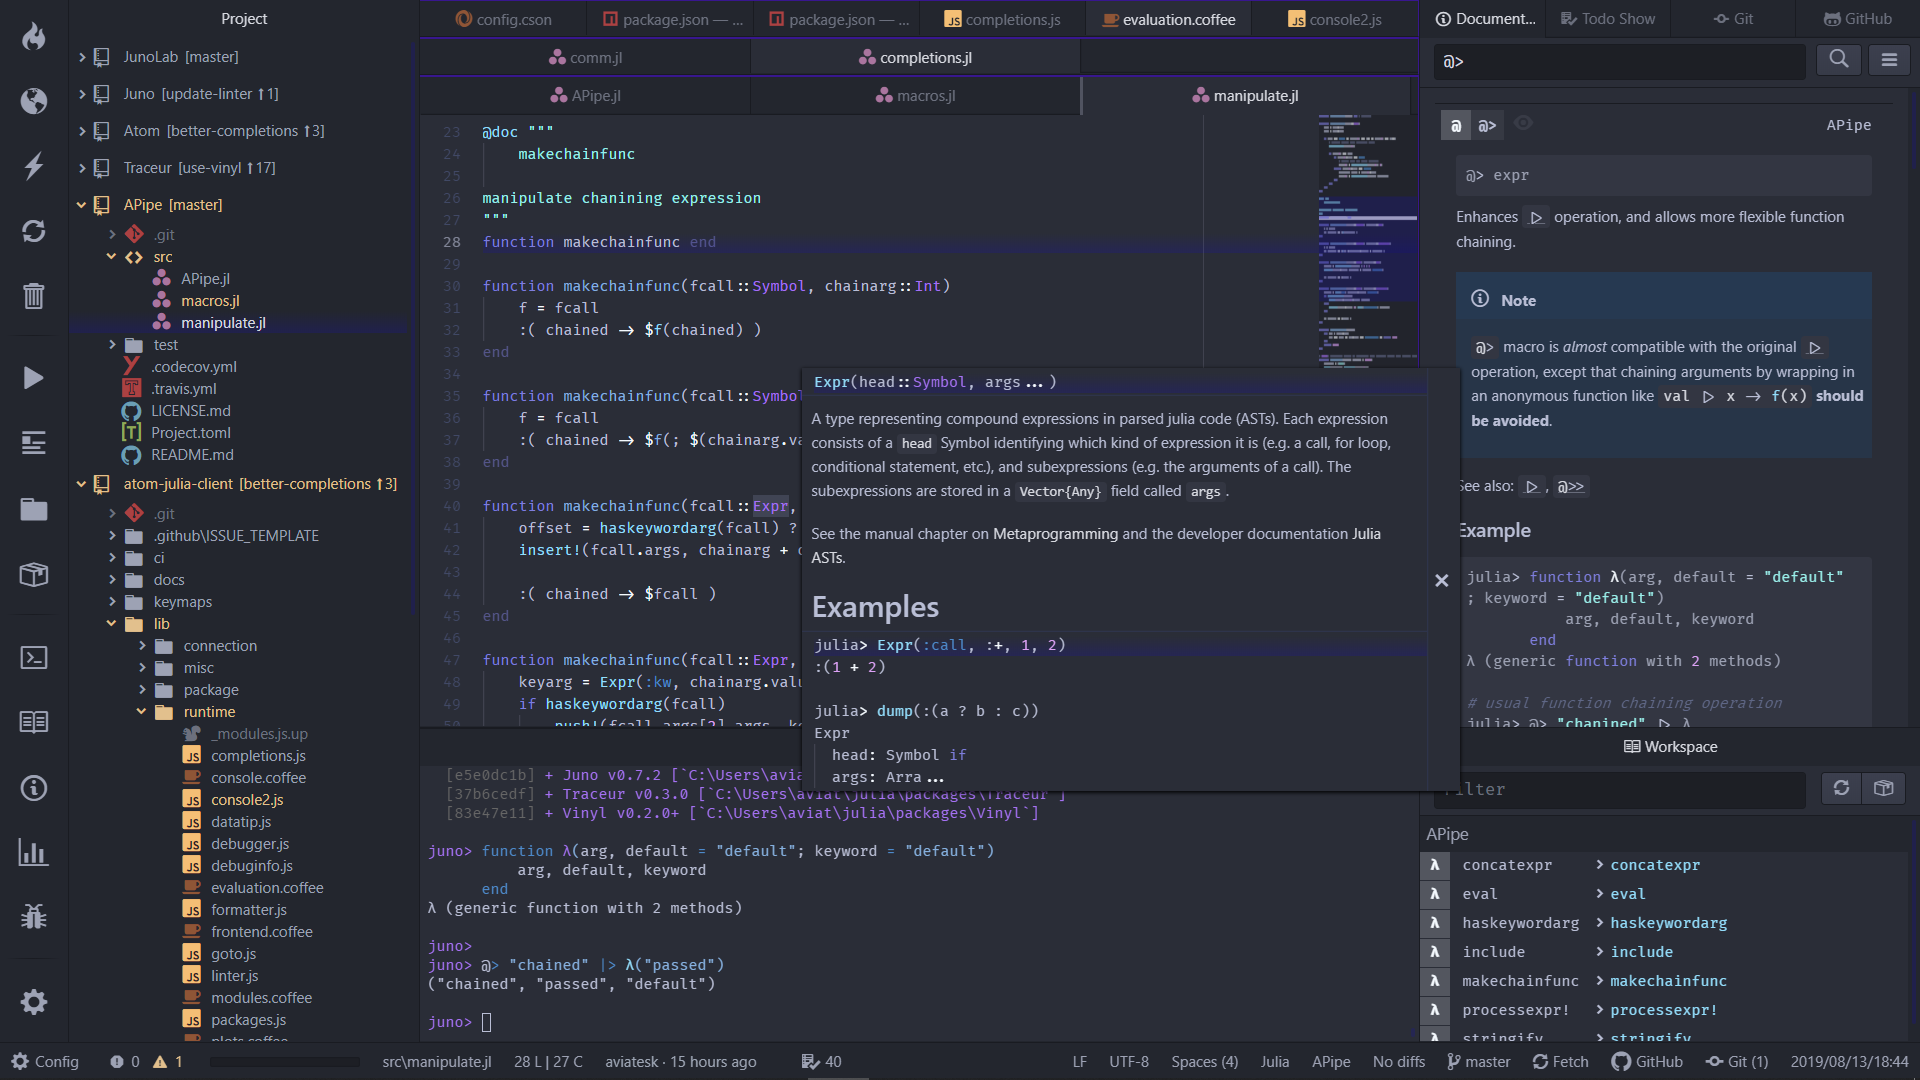 Project
JunoLab [master]
Juno [update-linter ↑1]
Atom [better-completions ↑3]
Traceur [use-vinyl ↑17]
APipe [master]
.git
src
APipe.jl
macros.jl
manipulate.jl
test
.codecov.yml
.travis.yml
LICENSE.md
Project.toml
README.md
atom-julia-client [better-completions ↑3]
.git
.github\ISSUE_TEMPLATE
ci
docs
keymaps
lib
connection
misc
package
runtime
_modules.js.up
completions.js
console.coffee
console2.js
datatip.js
debugger.js
debuginfo.js
evaluation.coffee
formatter.js
frontend.coffee
goto.js
linter.js
modules.coffee
packages.js
plots.coffee
config.cson
package.json — ...
package.json — ...
completions.js
evaluation.coffee
console2.js
comm.jl
completions.jl
APipe.jl
macros.jl
manipulate.jl
23 @doc """
24 makechainfunc
25
26 manipulate chanining expression
27 """
28 function makechainfunc end
29
30 function makechainfunc(fcall::Symbol, chainarg::Int)
31 f = fcall
32 :( chained → $f(chained) )
33 end
34
35 function makechainfunc(fcall::Symbo
36 f = fcall
37 :( chained → $f(; $(chainarg.va
38 end
39
40 function makechainfunc(fcall::Expr,
41 offset = haskeywordarg(fcall) ?
42 insert!(fcall.args, chainarg +
43
44 :( chained → $fcall )
45 end
46
47 function makechainfunc(fcall::Expr,
48 keyarg = Expr(:kw, chainarg.valu
49 if haskeywordarg(fcall)
50 push!(fcall.args[2].args, ke
Expr(head::Symbol, args... )
A type representing compound expressions in parsed julia code (ASTs). Each expression
consists of a head Symbol identifying which kind of expression it is (e.g. a call, for loop,
conditional statement, etc.), and subexpressions (e.g. the arguments of a call). The
subexpressions are stored in a Vector{Any} field called args .
See the manual chapter on Metaprogramming and the developer documentation Julia
ASTs.
Examples
julia> Expr(:call, :+, 1, 2)
:(1 + 2)
julia> dump(:(a ? b : c))
Expr
head: Symbol if
args: Arra...
[e5e0dc1b] + Juno v0.7.2 [`C:\Users\avia
[37b6cedf] + Traceur v0.3.0 [`C:\Users\aviat\julia\packages\Traceur`]
[83e47e11] + Vinyl v0.2.0+ [`C:\Users\aviat\julia\packages\Vinyl`]
juno> function λ(arg, default = "default"; keyword = "default")
arg, default, keyword
end
λ (generic function with 2 methods)
juno>
juno> @> "chained" |> λ("passed")
("chained", "passed", "default")
juno>
Document...
Todo Show
Git
GitHub
@>
@ @> APipe
@> expr
Enhances ▷ operation, and allows more flexible function
chaining.
Note
@> macro is almost compatible with the original ▷
operation, except that chaining arguments by wrapping in
an anonymous function like val ▷ x → f(x) should
be avoided.
See also: ▷ , @>>
Example
julia> function λ(arg, default = "default"
; keyword = "default")
arg, default, keyword
end
λ (generic function with 2 methods)
# usual function chaining operation
julia> @> "chanined" ▷ λ
Workspace
Filter
APipe
λ concatexpr > concatexpr
λ eval > eval
λ haskeywordarg > haskeywordarg
λ include > include
λ makechainfunc > makechainfunc
λ processexpr! > processexpr!
λ stringify > stringify
Config 0 1 src\manipulate.jl 28 L | 27 C aviatesk · 15 hours ago 40 LF UTF-8 Spaces (4) Julia APipe No diffs master Fetch GitHub Git (1) 2019/08/13/18:44